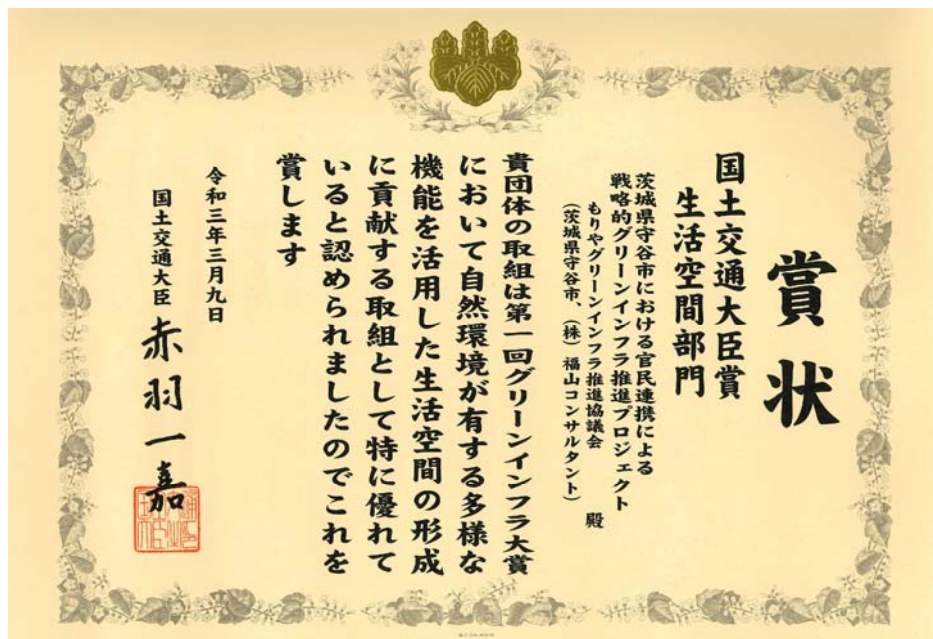 賞状
国土交通大臣賞
生活空間部門
茨城県守谷市における官民連携による
戦略的グリーンインフラ推進プロジェクト
もりやグリーンインフラ推進協議会
(茨城県守谷市、(株)福山コンサルタント) 殿
貴団体の取組は第一回グリーンインフラ大賞
において自然環境が有する多様な
機能を活用した生活空間の形成
に貢献する取組として特に優れて
いると認められましたのでこれを
賞します
令和三年三月九日
国土交通大臣 赤羽一嘉